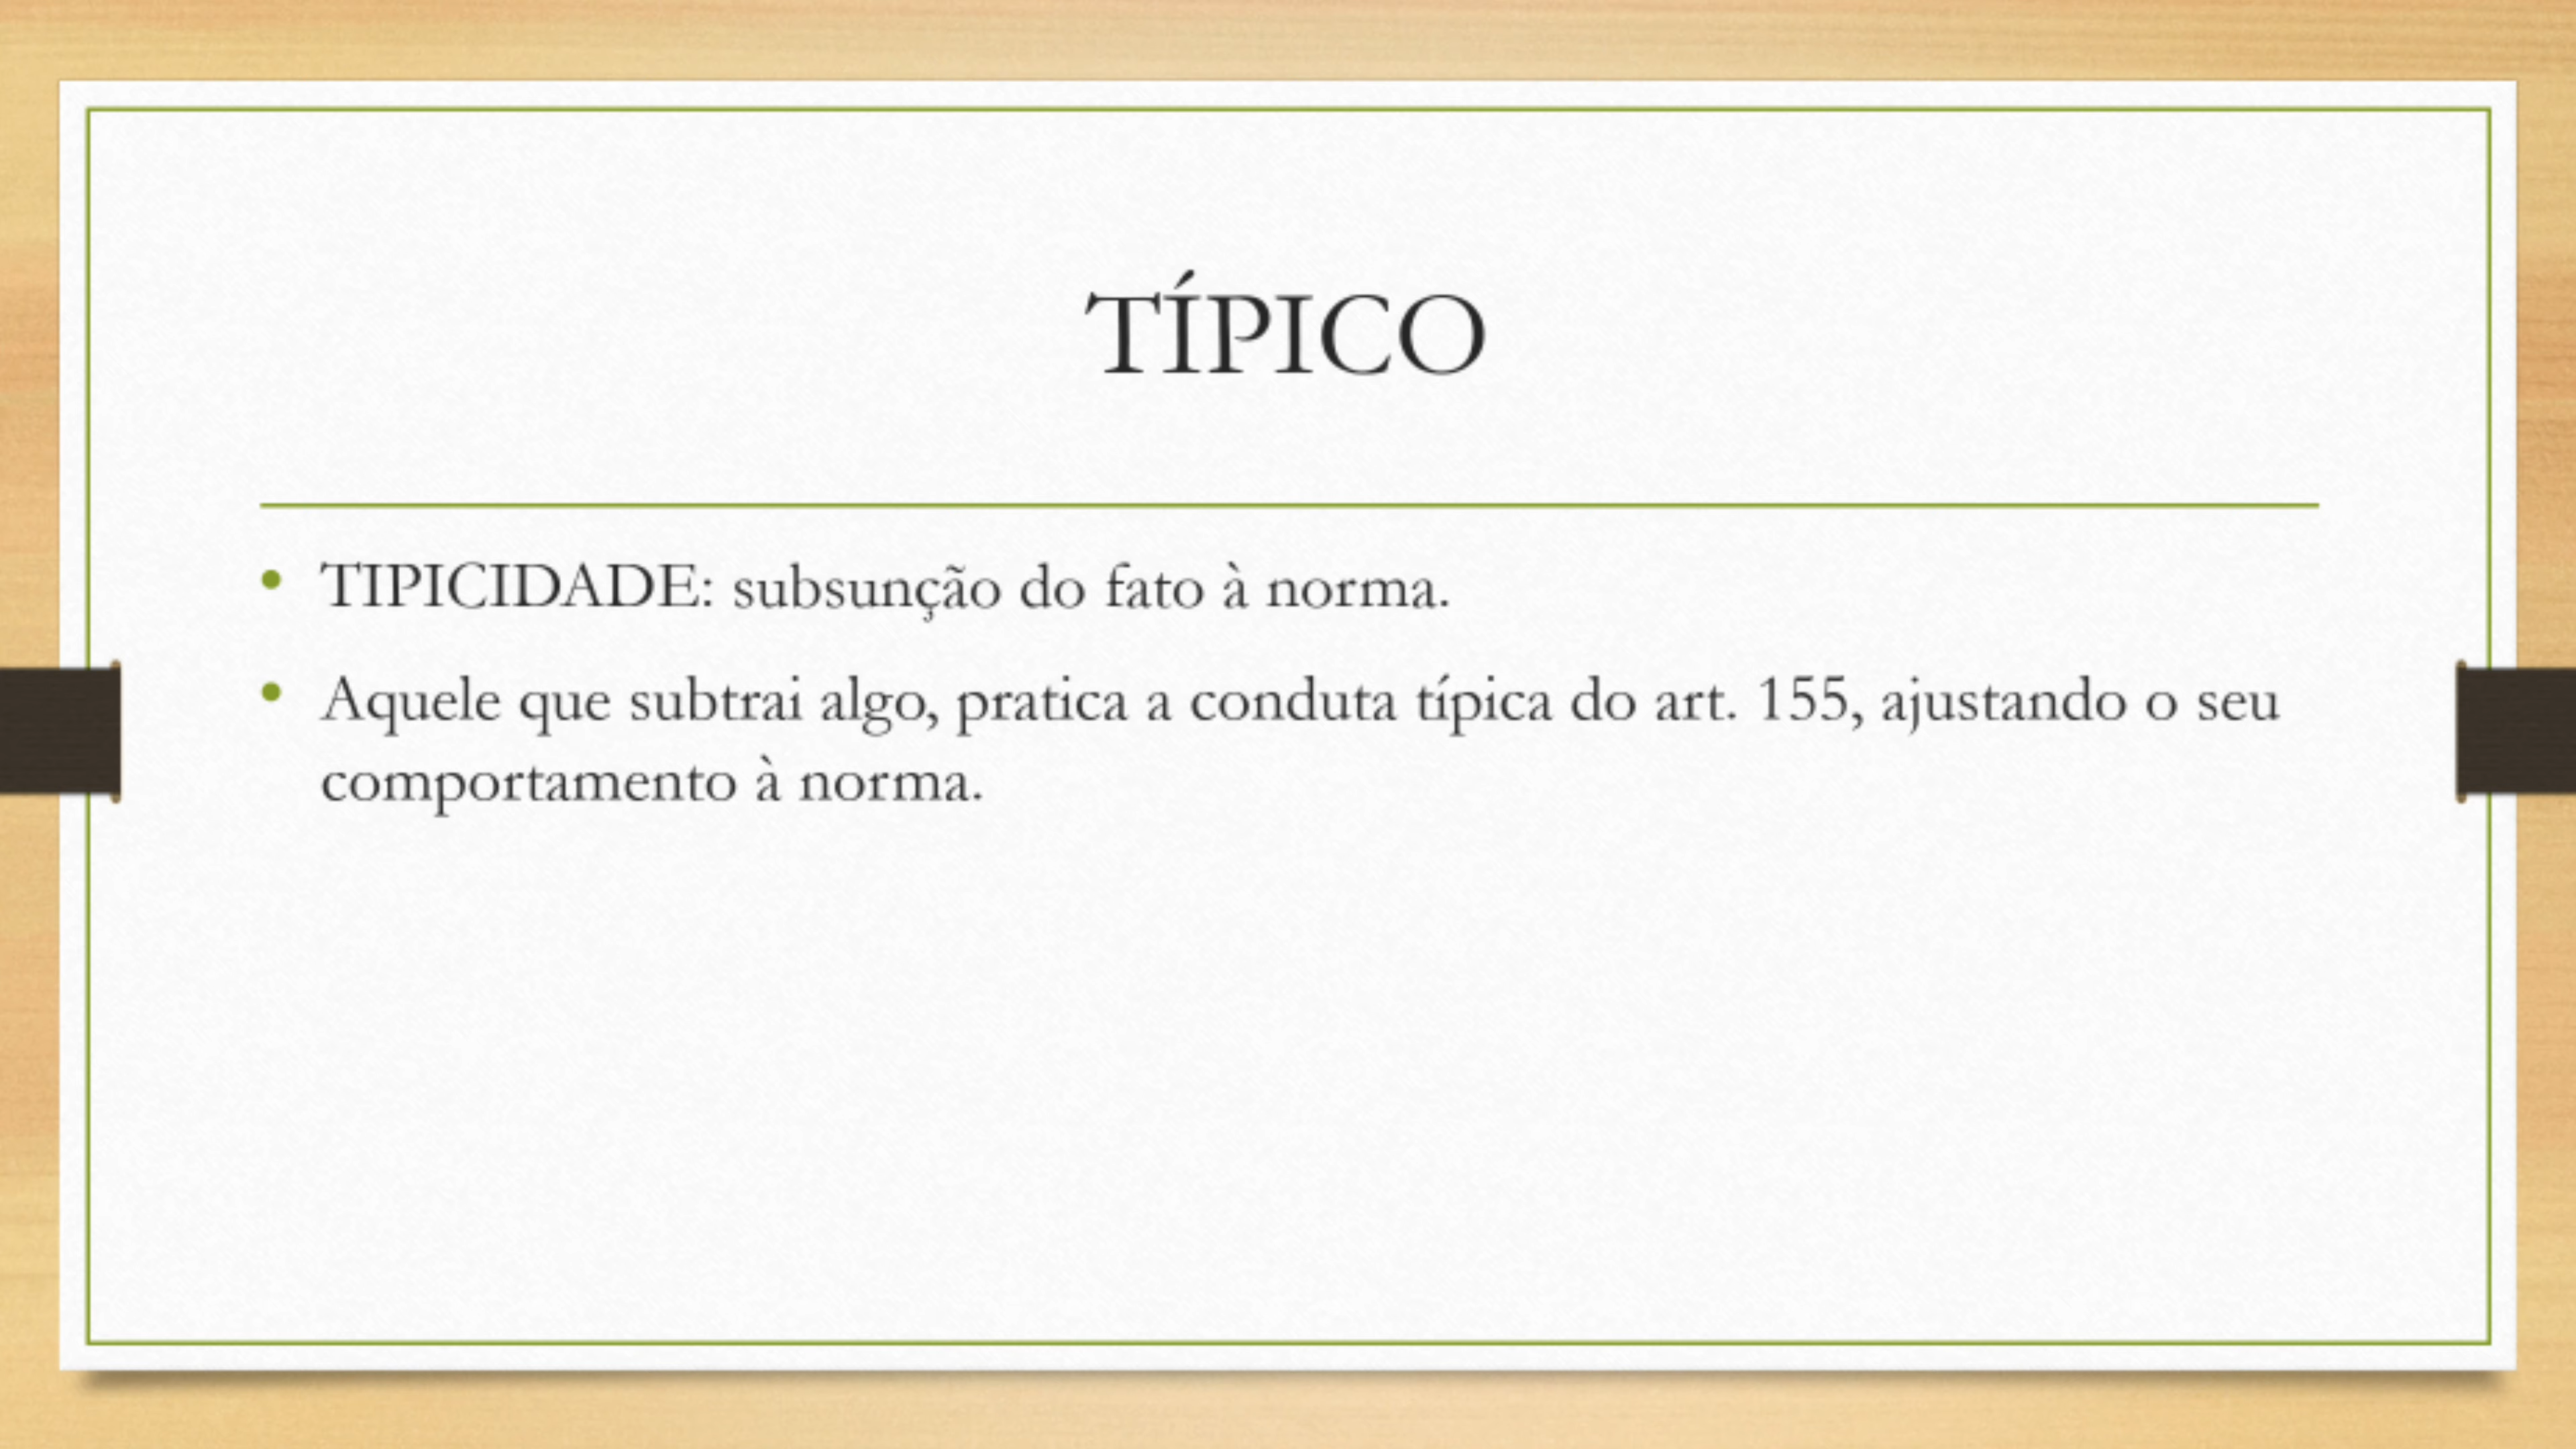 TÍPICO
• TIPICIDADE: subsunção do fato à norma.
• Aquele que subtrai algo, pratica a conduta típica do art. 155, ajustando o seu
comportamento à norma.